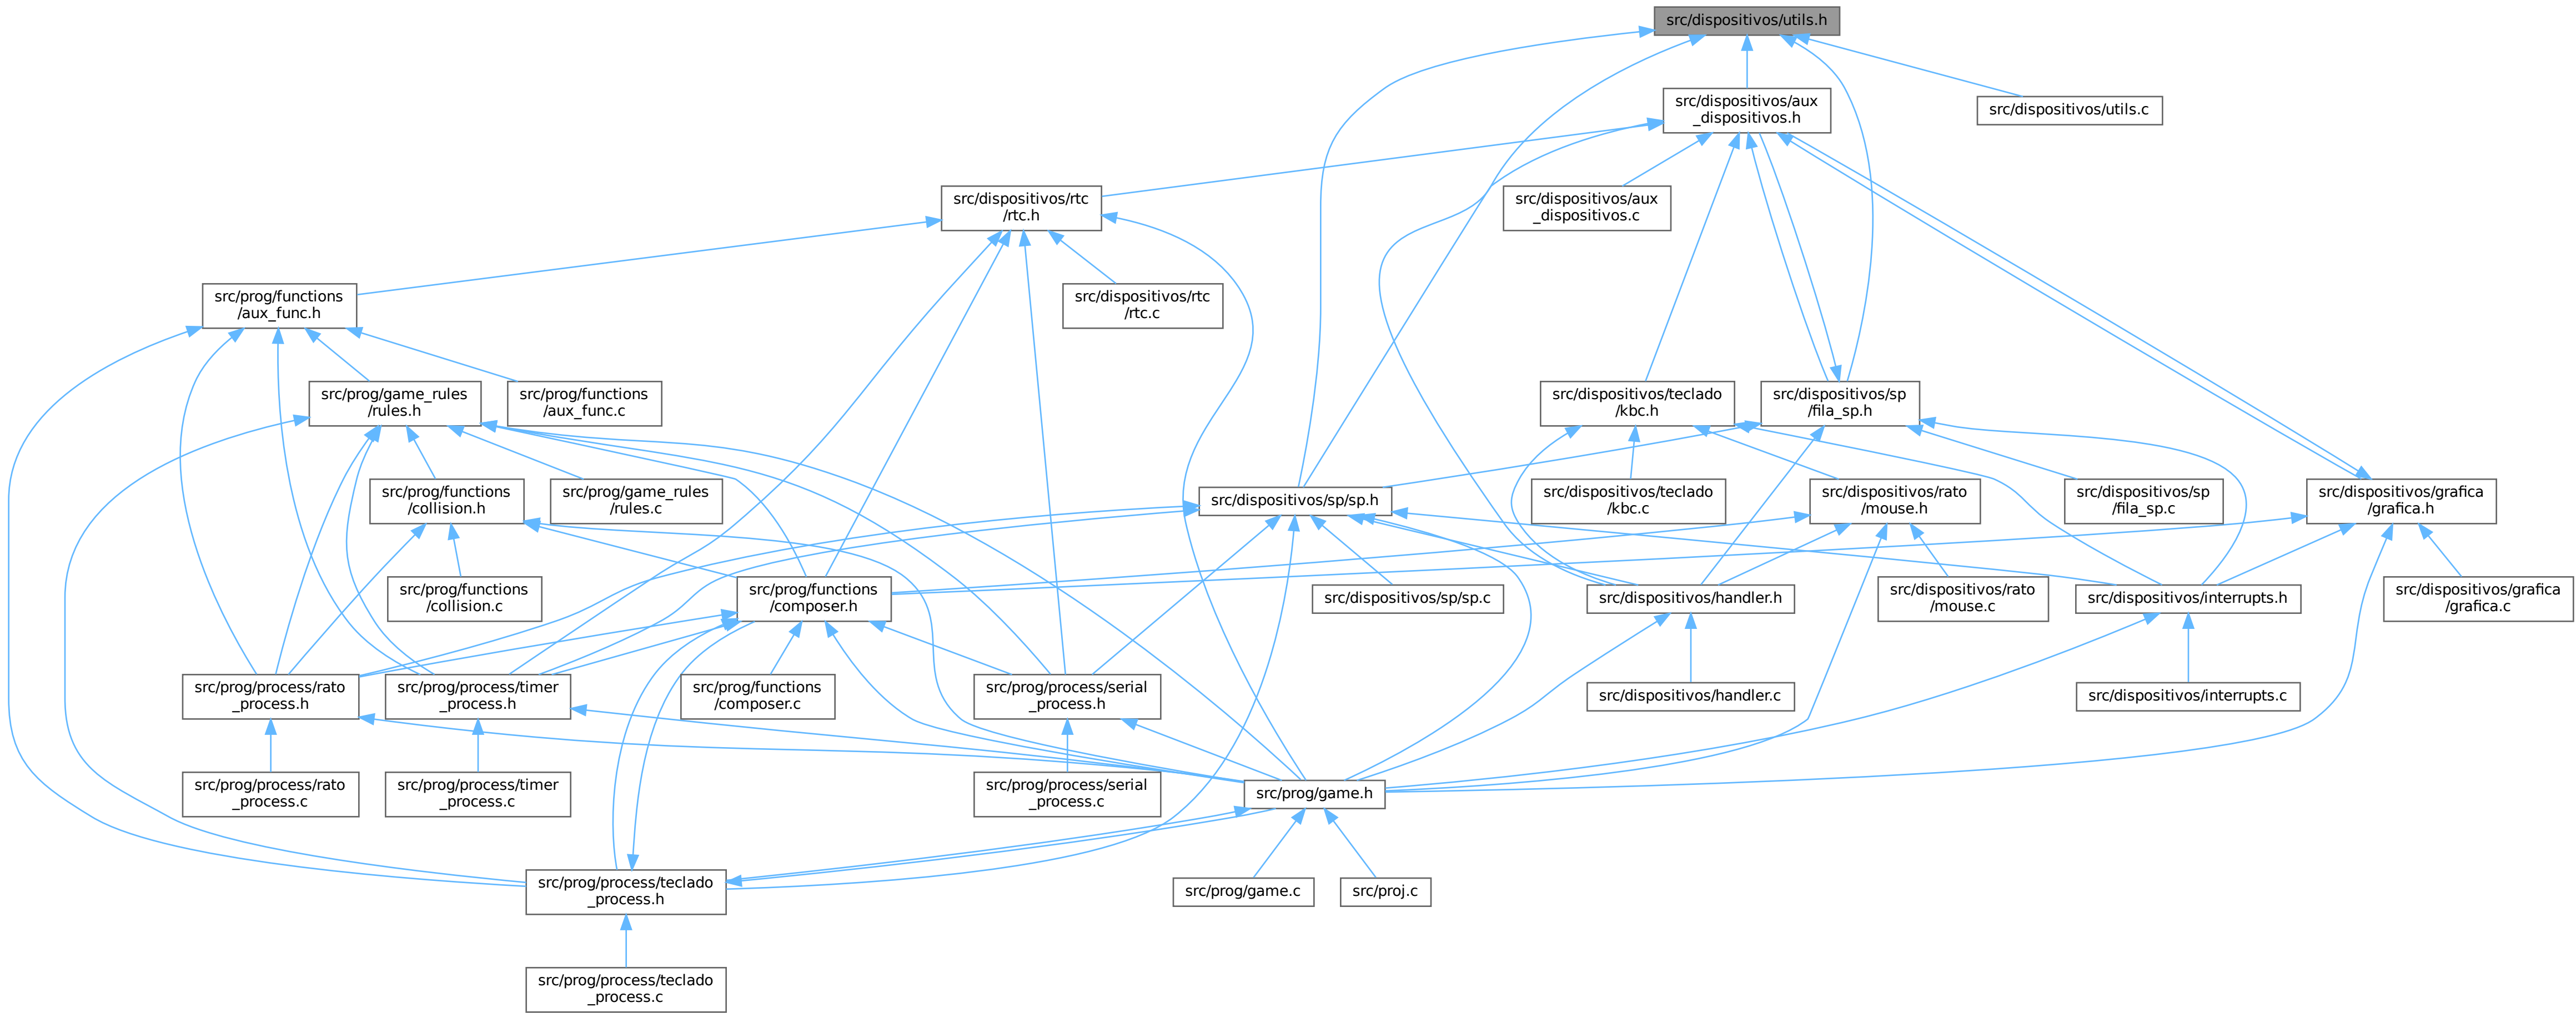 src/dispositivos/utils.h
src/dispositivos/aux
_dispositivos.h
src/dispositivos/utils.c
src/dispositivos/rtc
/rtc.h
src/dispositivos/aux
_dispositivos.c
src/prog/functions
/aux_func.h
src/dispositivos/rtc
/rtc.c
src/prog/game_rules
/rules.h
src/prog/functions
/aux_func.c
src/dispositivos/teclado
/kbc.h
src/dispositivos/sp
/fila_sp.h
src/prog/functions
/collision.h
src/prog/game_rules
/rules.c
src/dispositivos/sp/sp.h
src/dispositivos/teclado
/kbc.c
src/dispositivos/rato
/mouse.h
src/dispositivos/sp
/fila_sp.c
src/dispositivos/grafica
/grafica.h
src/prog/functions
/collision.c
src/prog/functions
/composer.h
src/dispositivos/sp/sp.c
src/dispositivos/handler.h
src/dispositivos/rato
/mouse.c
src/dispositivos/interrupts.h
src/dispositivos/grafica
/grafica.c
src/prog/process/rato
_process.h
src/prog/process/timer
_process.h
src/prog/functions
/composer.c
src/prog/process/serial
_process.h
src/dispositivos/handler.c
src/dispositivos/interrupts.c
src/prog/process/rato
_process.c
src/prog/process/timer
_process.c
src/prog/process/serial
_process.c
src/prog/game.h
src/prog/process/teclado
_process.h
src/prog/game.c
src/proj.c
src/prog/process/teclado
_process.c